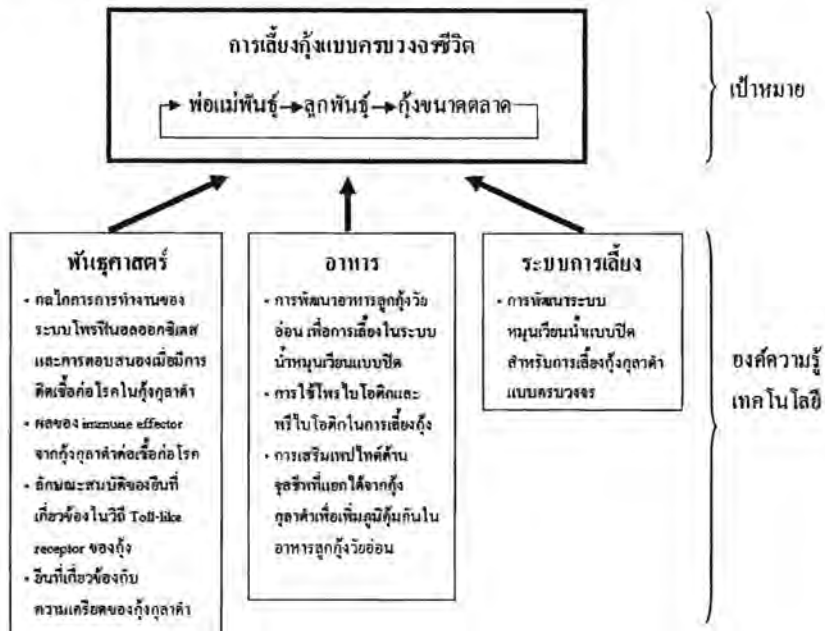 การเลี้ยงกุ้งแบบครบวงจรชีวิต
พ่อแม่พันธุ์
ลูกพันธุ์
กุ้งขนาดตลาด
เป้าหมาย
พันธุศาสตร์
• กลไกการการทำงานของ
ระบบโพรฟีนอลออกซิเดส
และการตอบสนองเมื่อมีการ
ติดเชื้อก่อโรคในกุ้งกุลาดำ
• ผลของ immune effector
จากกุ้งกุลาดำต่อเชื้อก่อโรค
• ลักษณะสมบัติของยีนที่
เกี่ยวข้องในวิถี Toll-like
receptor ของกุ้ง
• ยีนที่เกี่ยวข้องกับ
ความเครียดของกุ้งกุลาดำ
อาหาร
• การพัฒนาอาหารลูกกุ้งวัย
อ่อน เพื่อการเลี้ยงในระบบ
น้ำหมุนเวียนแบบปิด
• การใช้โพรไบโอติกและ
พรีไบโอติกในการเลี้ยงกุ้ง
• การเสริมเพปไทด์ต้าน
จุลชีพที่แยกได้จากกุ้ง
กุลาดำเพื่อเพิ่มภูมิคุ้มกันใน
อาหารลูกกุ้งวัยอ่อน
ระบบการเลี้ยง
• การพัฒนาระบบ
หมุนเวียนน้ำแบบปิด
สำหรับการเลี้ยงกุ้งกุลาดำ
แบบครบวงจร
องค์ความรู้
เทคโนโลยี